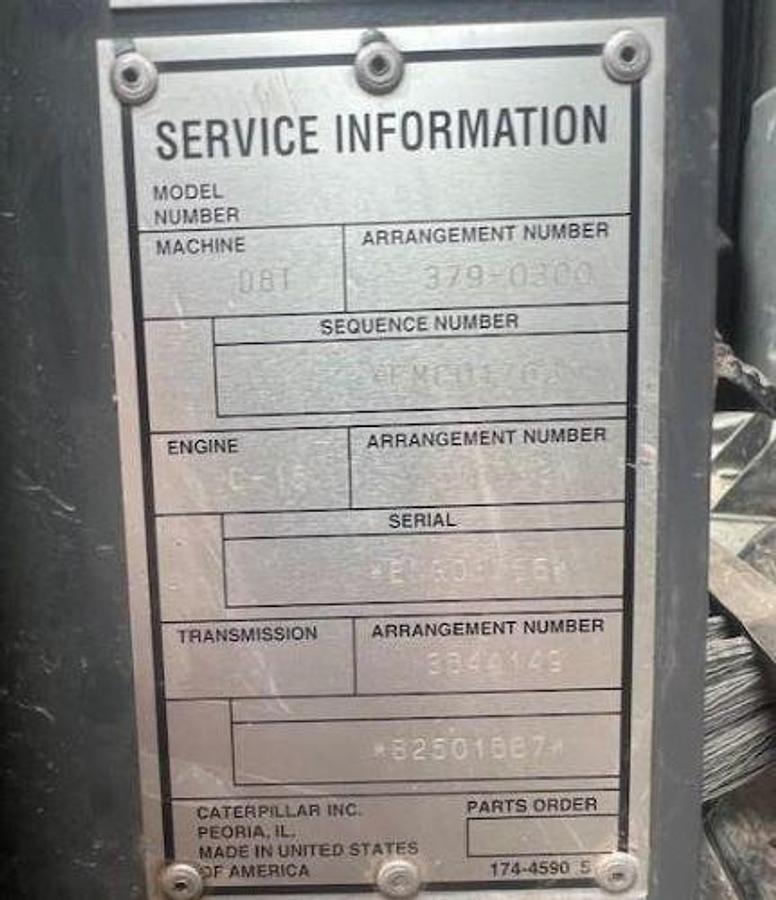 SERVICE INFORMATION
MODEL
NUMBER
MACHINE ARRANGEMENT NUMBER
D8T 379-0300
SEQUENCE NUMBER
ENGINE ARRANGEMENT NUMBER
SERIAL
TRANSMISSION ARRANGEMENT NUMBER
3844149
CATERPILLAR INC. PARTS ORDER
PEORIA, IL.
MADE IN UNITED STATES
OF AMERICA 174-4590 5